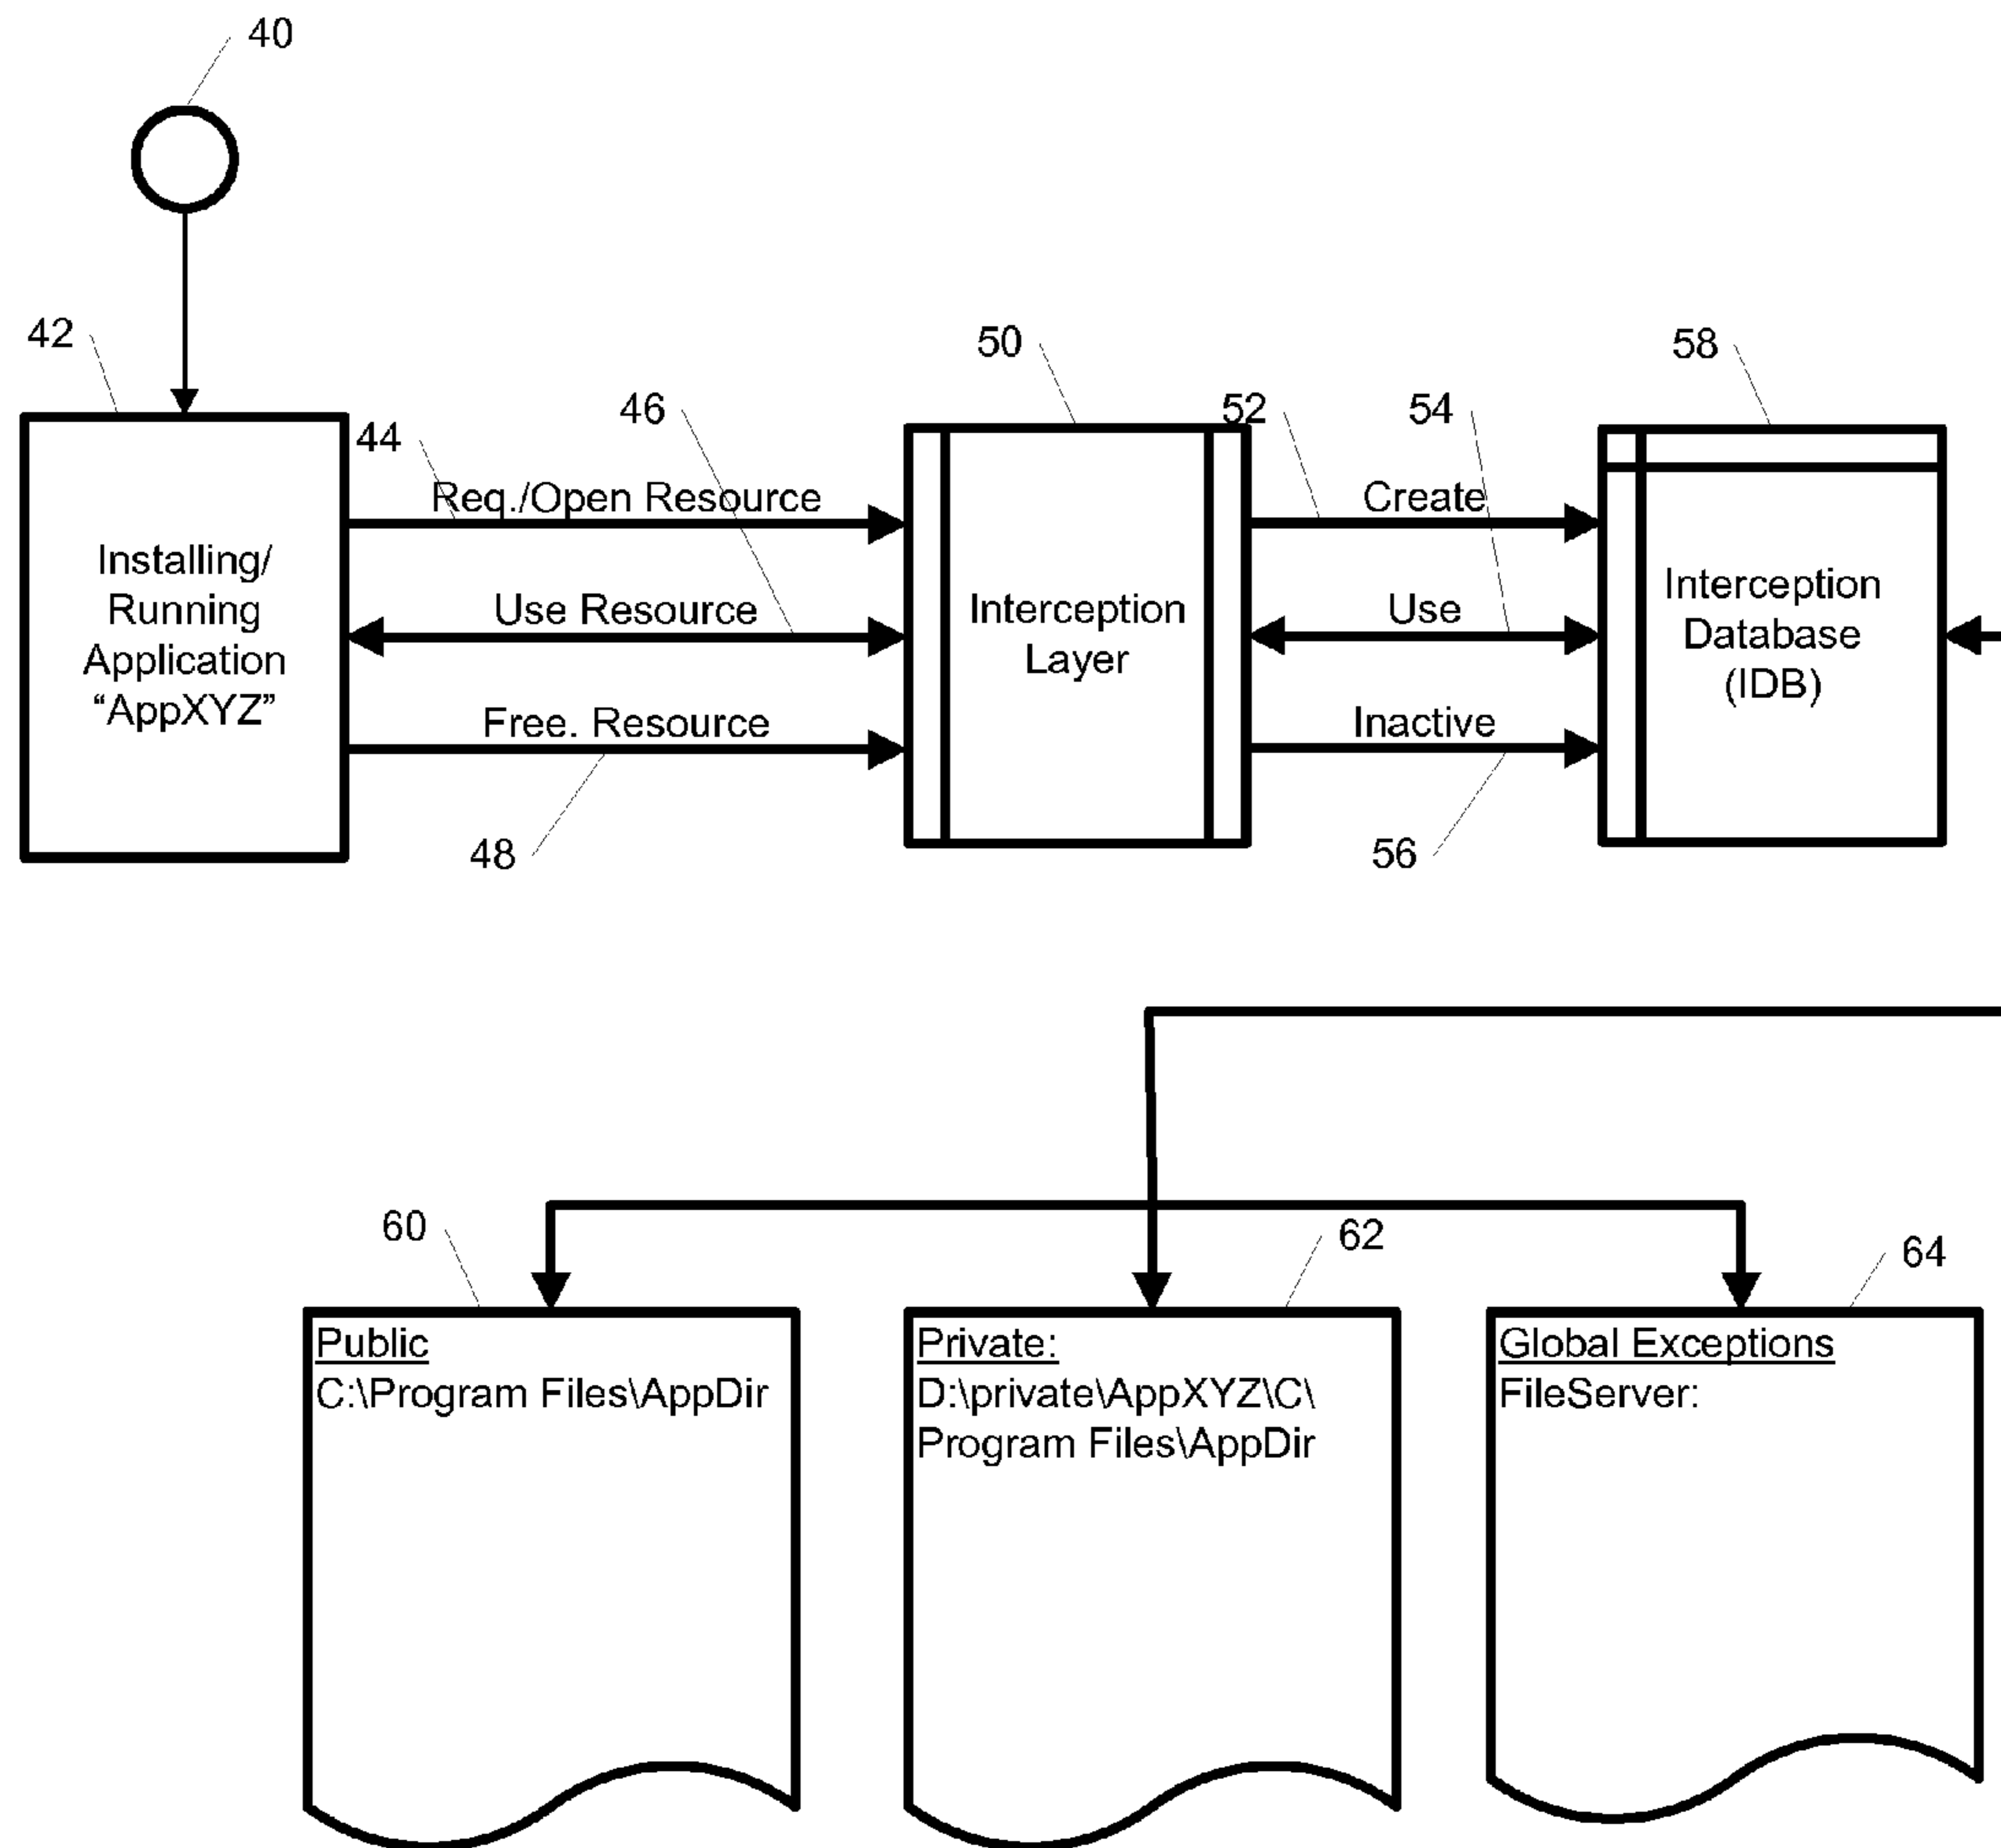 40
42
50
58
46
52
54
44
Req./Open Resource
Create
Installing/
Running
Application
“AppXYZ”
Use Resource
Interception
Layer
Use
Interception
Database
(IDB)
Free. Resource
Inactive
48
56
60
62
64
Public
C:\Program Files\AppDir
Private:
D:\private\AppXYZ\C\
Program Files\AppDir
Global Exceptions
FileServer: